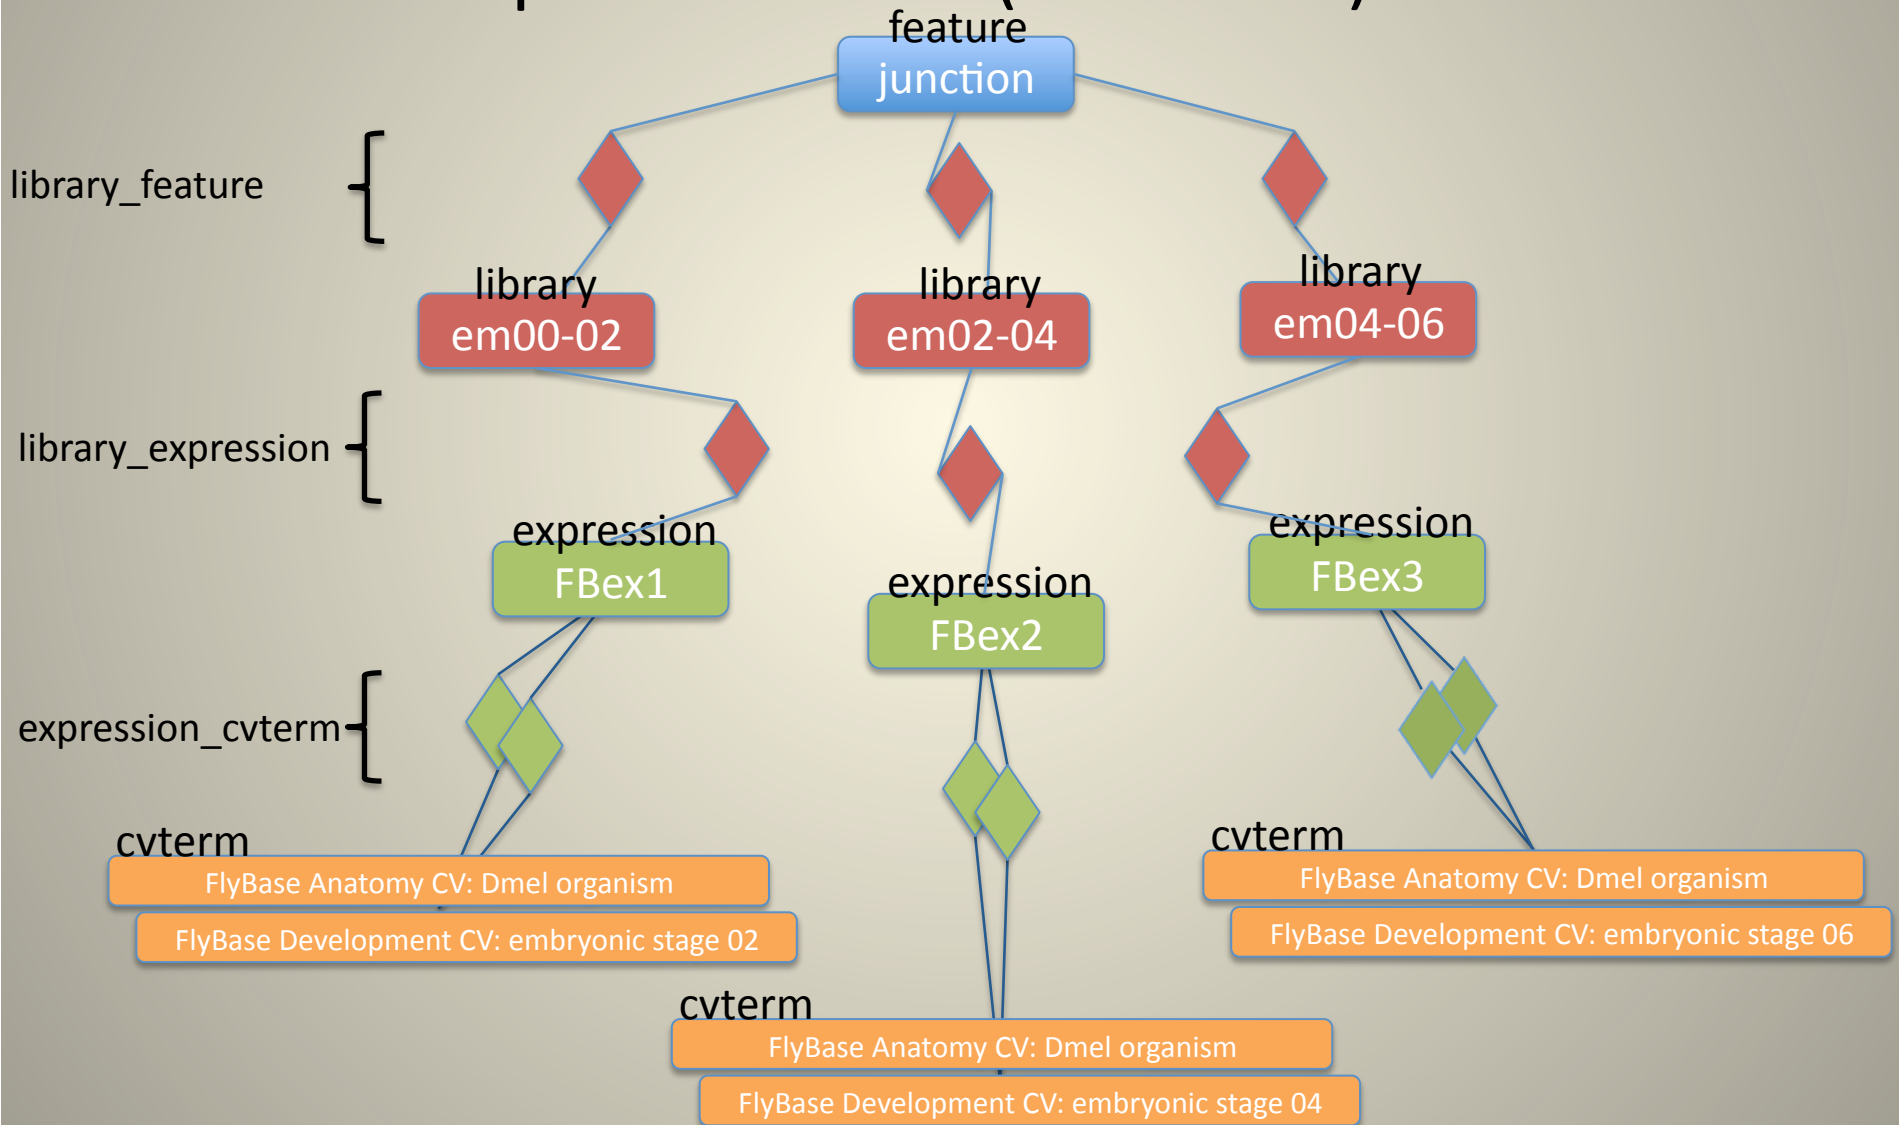 feature
junction
library_feature
library
em00-02
library
em02-04
library
em04-06
library_expression
expression
FBex1
expression
FBex2
expression
FBex3
expression_cvterm
cvterm
FlyBase Anatomy CV: Dmel organism
FlyBase Development CV: embryonic stage 02
cvterm
FlyBase Anatomy CV: Dmel organism
FlyBase Development CV: embryonic stage 06
cvterm
FlyBase Anatomy CV: Dmel organism
FlyBase Development CV: embryonic stage 04